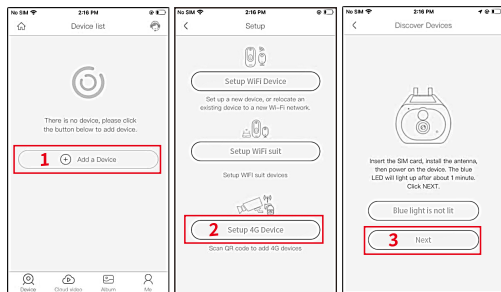 No SIM 2:16 PM
Device list
There is no device, please click
the button below to add device.
1 Add a Device
Device Cloud video Album Me
No SIM 2:16 PM
Setup
Setup WiFi Device
Set up a new device, or relocate an
existing device to a new Wi-Fi network.
Setup WiFi suit
Setup WIFI suit devices
2 Setup 4G Device
Scan QR code to add 4G devices
No SIM 2:16 PM
Discover Devices
Insert the SIM card, install the antenna,
then power on the device. The blue
LED will light up after about 1 minute.
Click NEXT.
Blue light is not lit
3 Next